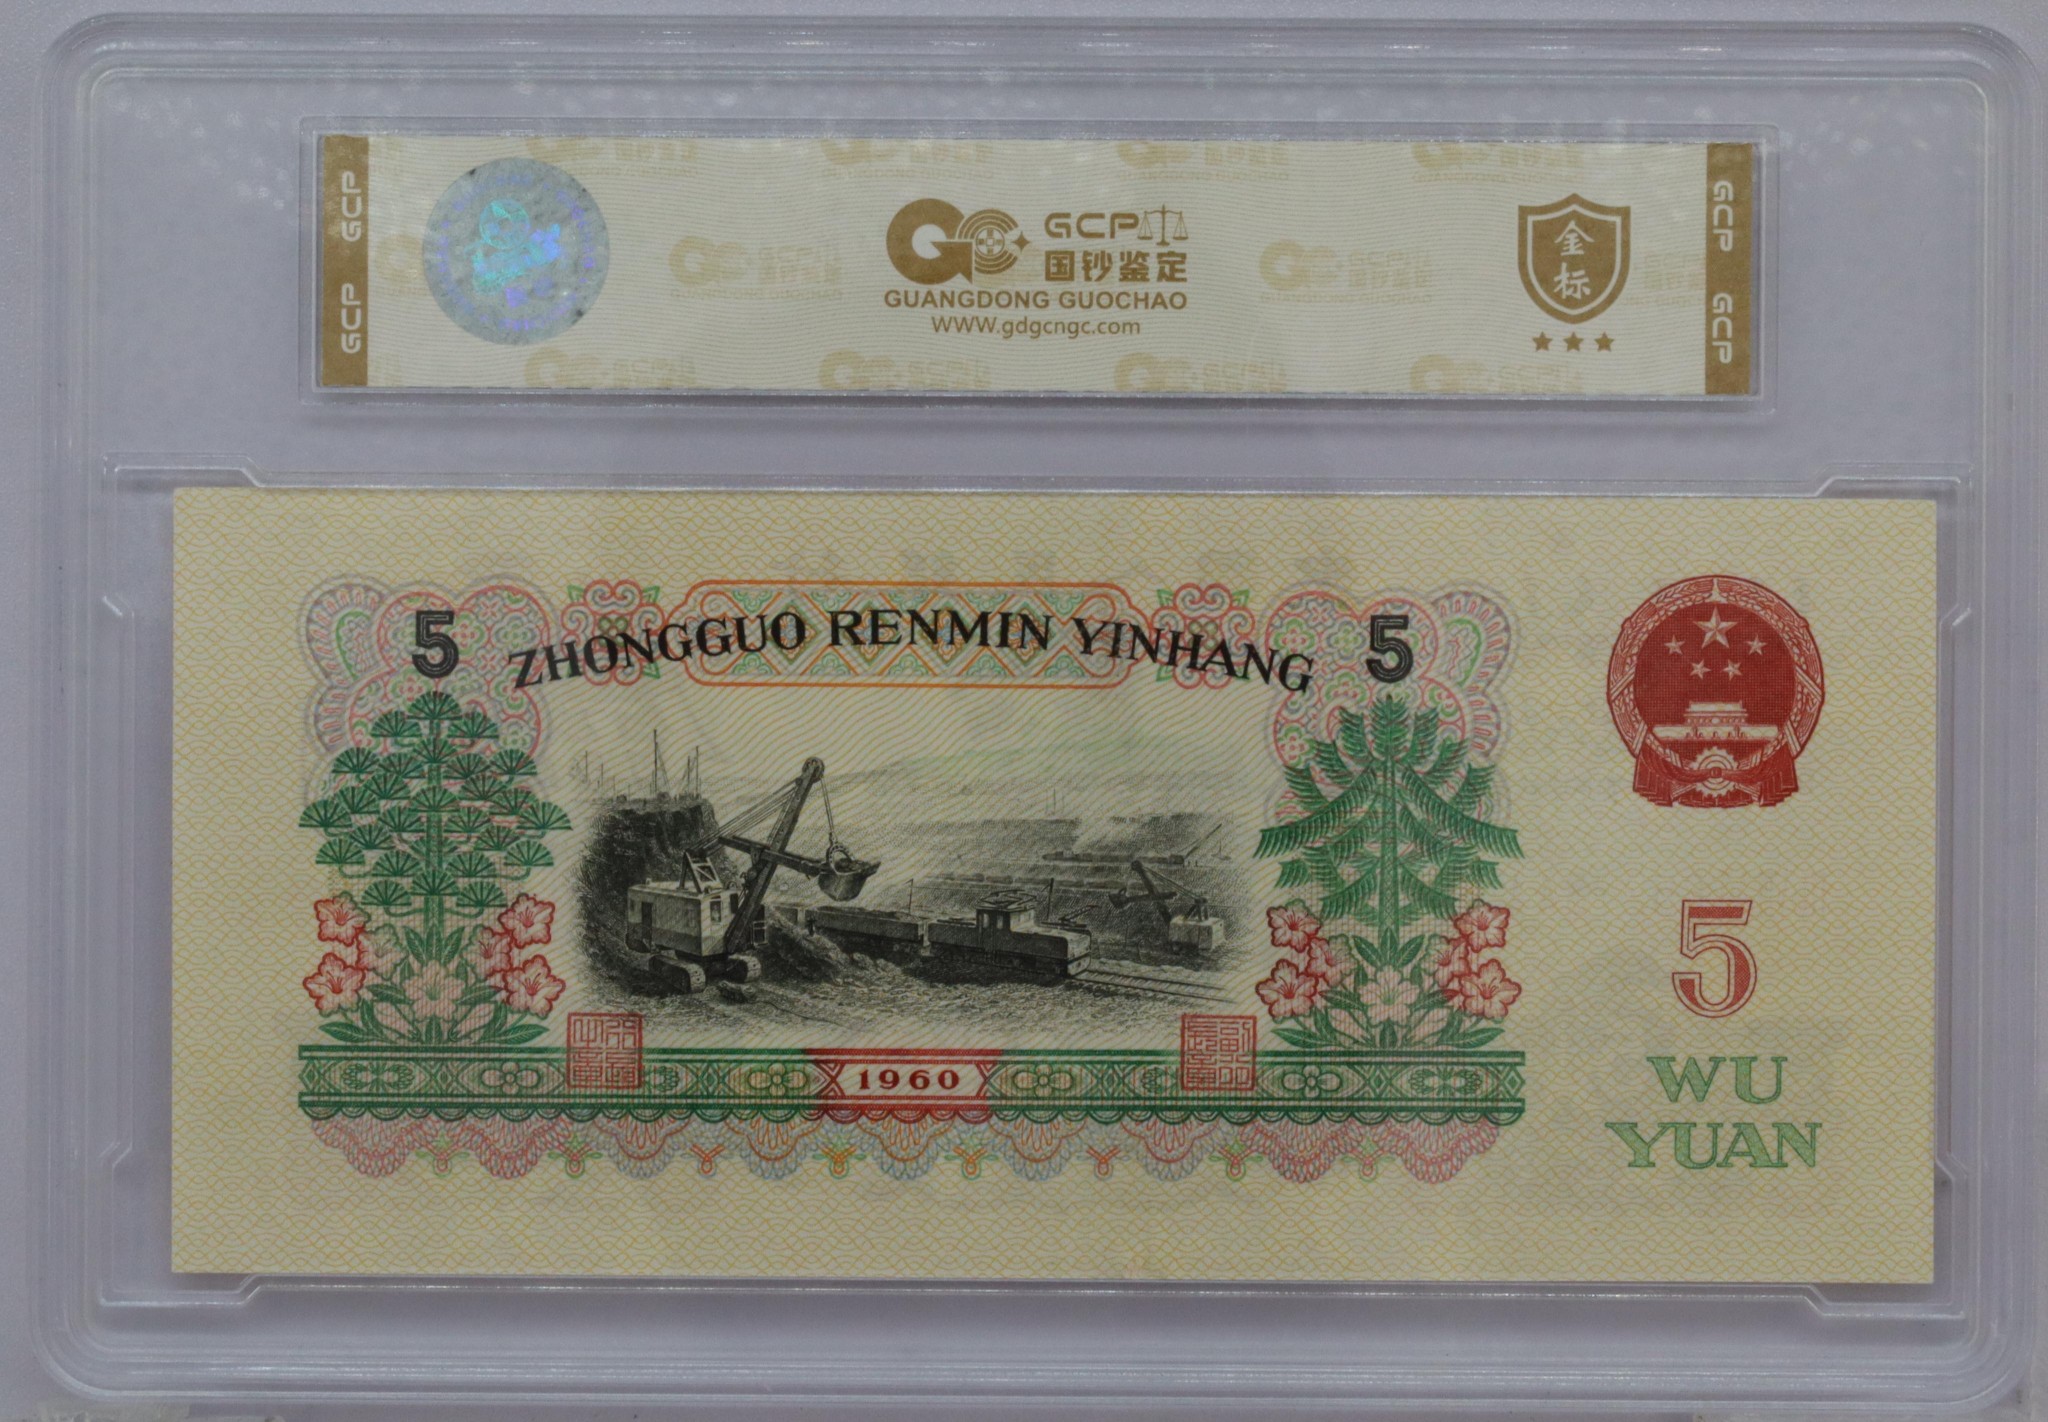 GCP GCP
GCP
国钞鉴定
GUANGDONG GUOCHAO
WWW.gdgcngc.com
金
标
GCP GCP
5
ZHONGGUO RENMIN YINHANG
5
1960
5
WU
YUAN